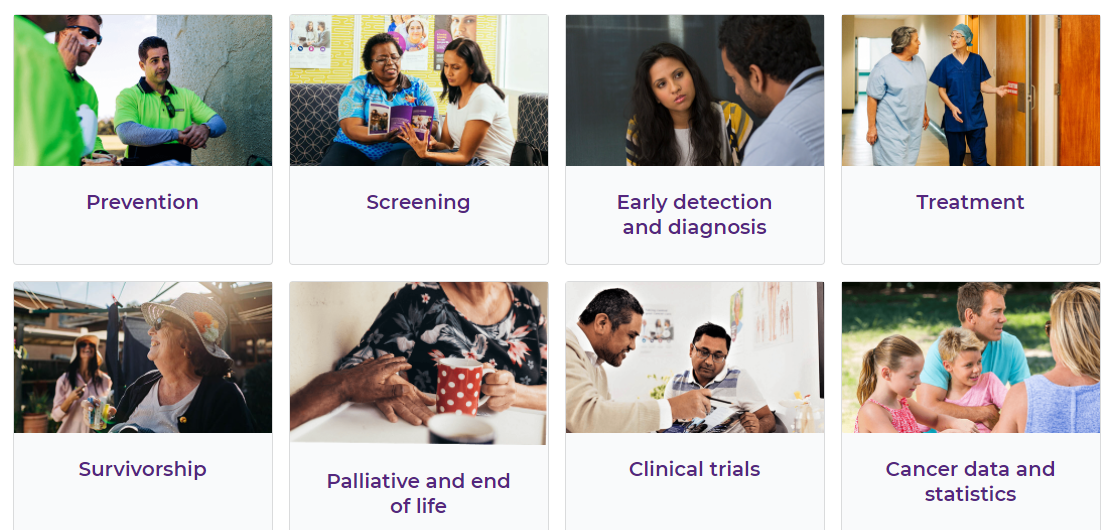 Prevention
Screening
Early detection
and diagnosis
Treatment
Survivorship
Palliative and end
of life
Clinical trials
Cancer data and
statistics